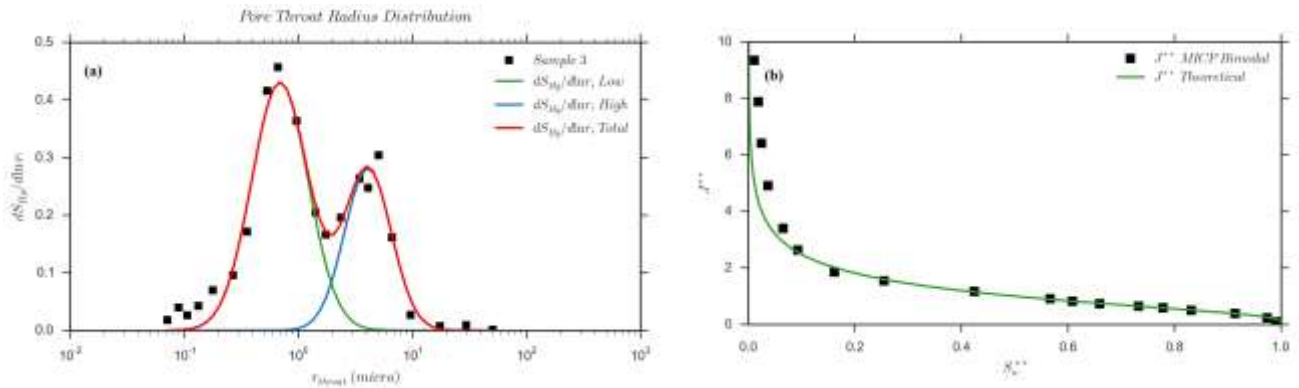 Pore Throat Radius Distribution
(a)
Sample 3
dS_Hg/dlnr, Low
dS_Hg/dlnr, High
dS_Hg/dlnr, Total
0.5
0.4
0.3
0.2
0.1
0.0
dS_Hg/dlnr
10^-2
10^-1
10^0
10^1
10^2
10^3
r_throat (micra)
(b)
J** MICP Bimodal
J** Theoretical
10
8
6
4
2
0
J**
0.0
0.2
0.4
0.6
0.8
1.0